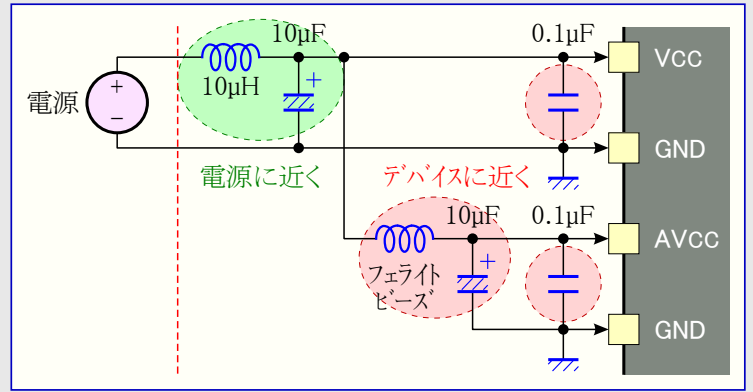 10µF
0.1µF
VCC
10µH
+
−
電源
+
GND
電源に近く
デバイスに近く
10µF
0.1µF
AVCC
+
フェライト
ビーズ
GND